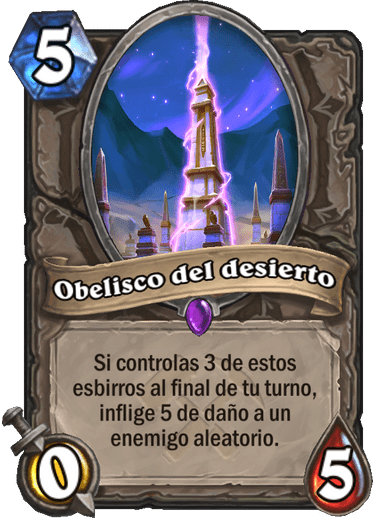 5
Obelisco del desierto
Si controlas 3 de estos
esbirros al final de tu turno,
inflige 5 de daño a un
enemigo aleatorio.
0
5